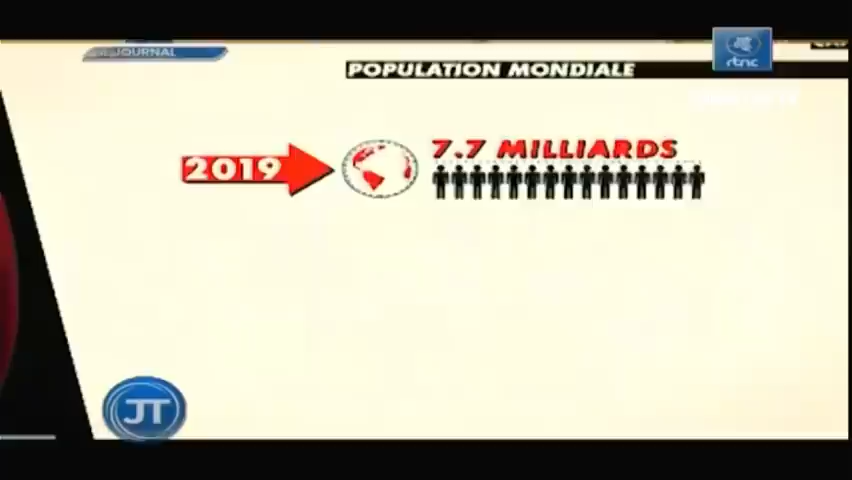 JOURNAL
rtnc
POPULATION MONDIALE
2019
7.7 MILLIARDS
JT